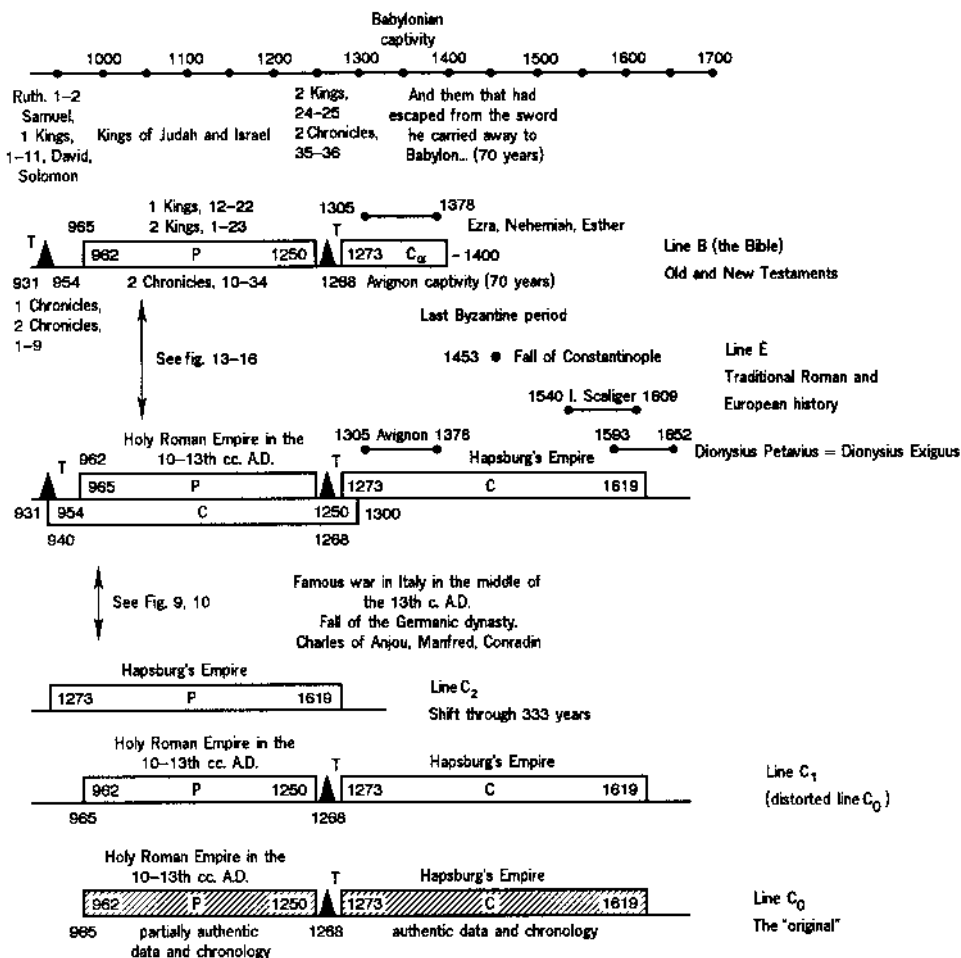 Babylonian
captivity
1000 1100 1200 1300 1400 1500 1600 1700
Ruth. 1–2
Samuel,
1 Kings,
1–11, David,
Solomon
Kings of Judah and Israel
2 Kings,
24–25
2 Chronicles,
35–36
And them that had
escaped from the sword
he carried away to
Babylon... (70 years)
1 Kings, 12–22
2 Kings, 1–23
1305 1378
Ezra, Nehemiah, Esther
965
T
962 P 1250
T
1273 Cα
~1400
Line B (the Bible)
Old and New Testaments
931 954
2 Chronicles, 10–34
1268
Avignon captivity (70 years)
1 Chronicles,
2 Chronicles,
1–9
See fig. 13–16
Last Byzantine period
1453 Fall of Constantinople
Line È
Traditional Roman and
European history
1540 I. Scaliger 1609
1305 Avignon 1376
1593 1652
Dionysius Petavius = Dionysius Exiguus
Holy Roman Empire in the
10–13th cc. A.D.
Hapsburg's Empire
T
962
965 P
T
1273 C 1619
931
954 C 1250
1300
940
1268
See Fig. 9, 10
Famous war in Italy in the middle of
the 13th c. A.D.
Fall of the Germanic dynasty.
Charles of Anjou, Manfred, Conradin
Hapsburg's Empire
1273 P 1619
Line C₂
Shift through 333 years
Holy Roman Empire in the
10–13th cc. A.D.
T
Hapsburg's Empire
962 P 1250
1273 C 1619
Line C₁
(distorted line C₀)
965
1268
Holy Roman Empire in the
10–13th cc. A.D.
T
Hapsburg's Empire
962 P 1250
1273 C 1619
Line C₀
The "original"
965
partially authentic
data and chronology
1268
authentic data and chronology